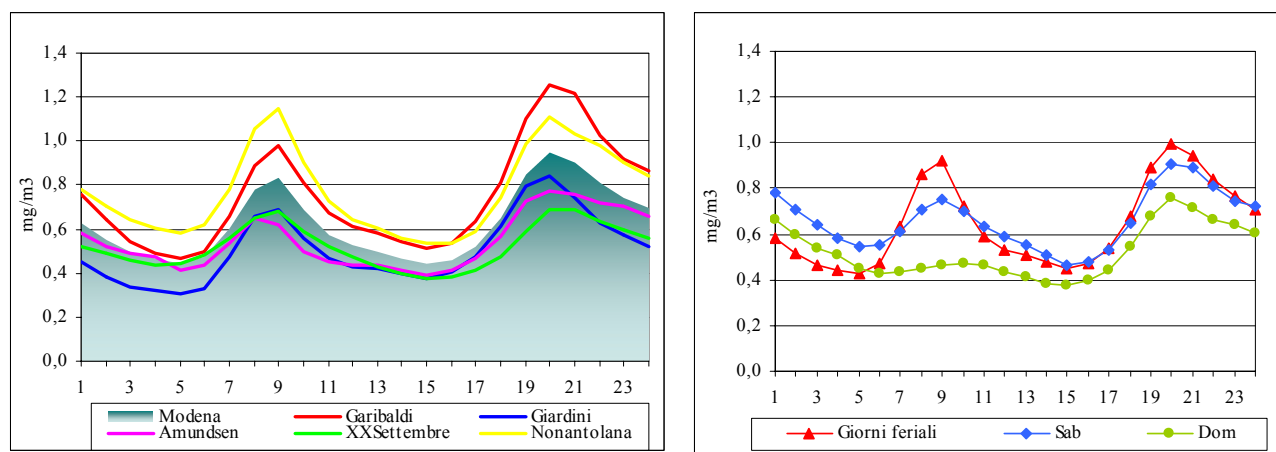 1,4
1,2
1,0
0,8
0,6
0,4
0,2
0,0
mg/m3
1 3 5 7 9 11 13 15 17 19 21 23
Modena Garibaldi Giardini
Amundsen XXSettembre Nonantolana
1,4
1,2
1,0
0,8
0,6
0,4
0,2
0,0
mg/m3
1 3 5 7 9 11 13 15 17 19 21 23
Giorni feriali Sab Dom